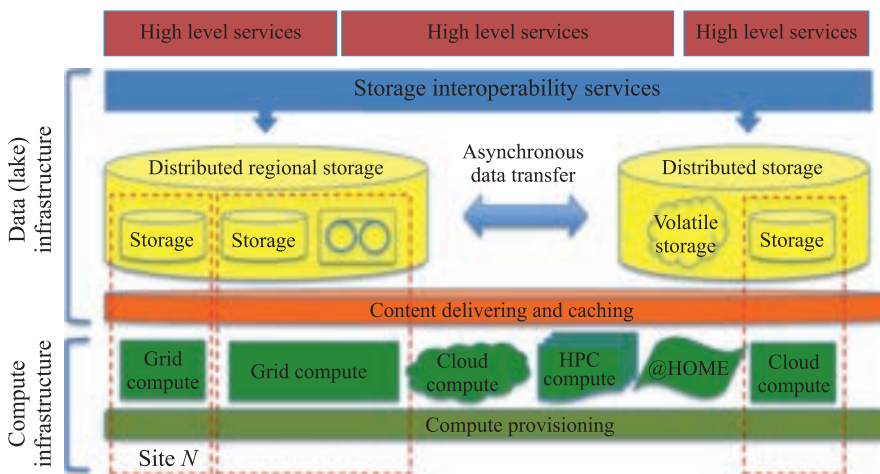 High level services
High level services
High level services
Storage interoperability services
Data (lake)
infrastructure
Distributed regional storage
Asynchronous
data transfer
Distributed storage
Storage
Storage
Volatile
storage
Storage
Content delivering and caching
Compute
infrastructure
Grid
compute
Grid compute
Cloud
compute
HPC
compute
@HOME
Cloud
compute
Compute provisioning
Site N